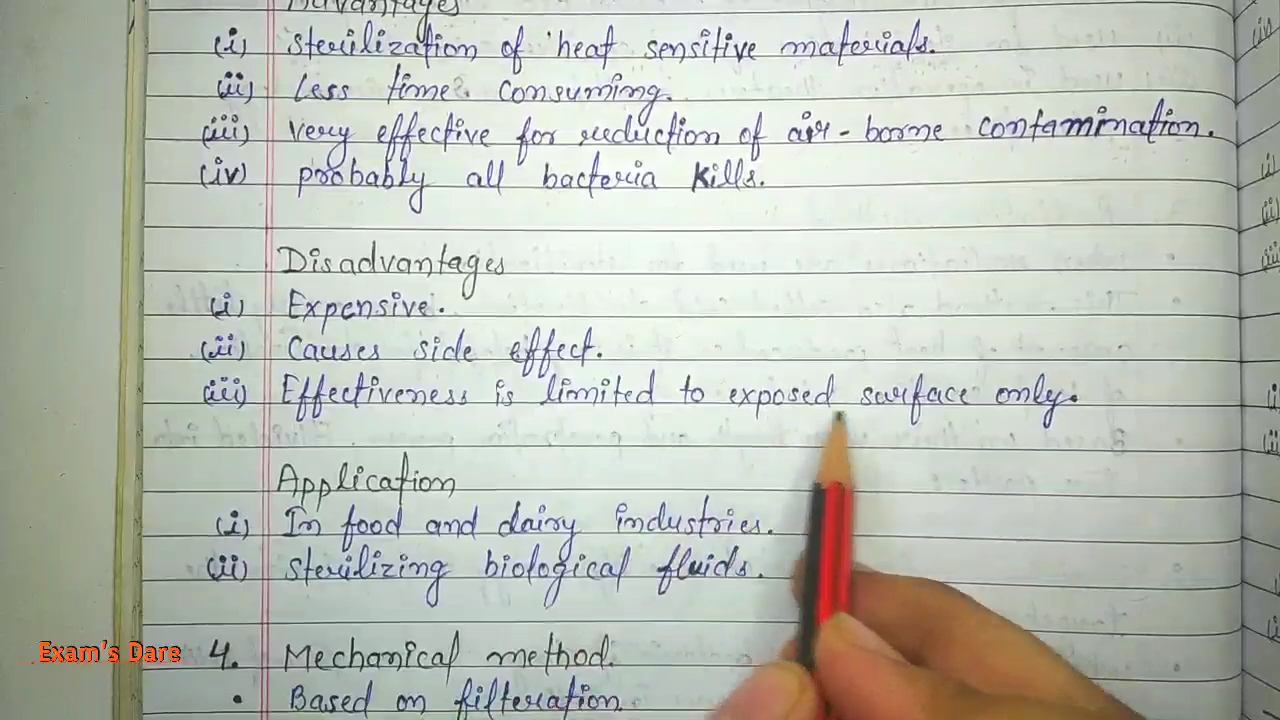 Advantages
(i) Sterilization of heat sensitive materials.
(ii) Less time consuming.
(iii) Very effective for reduction of air-borne contamination.
(iv) probably all bacteria kills.
Disadvantages
(i) Expensive.
(ii) Causes side effect.
(iii) Effectiveness is limited to exposed surface only.
Application
(i) In food and dairy industries.
(ii) Sterilizing biological fluids.
4. Mechanical method.
• Based on filteration.
Exam's Dare